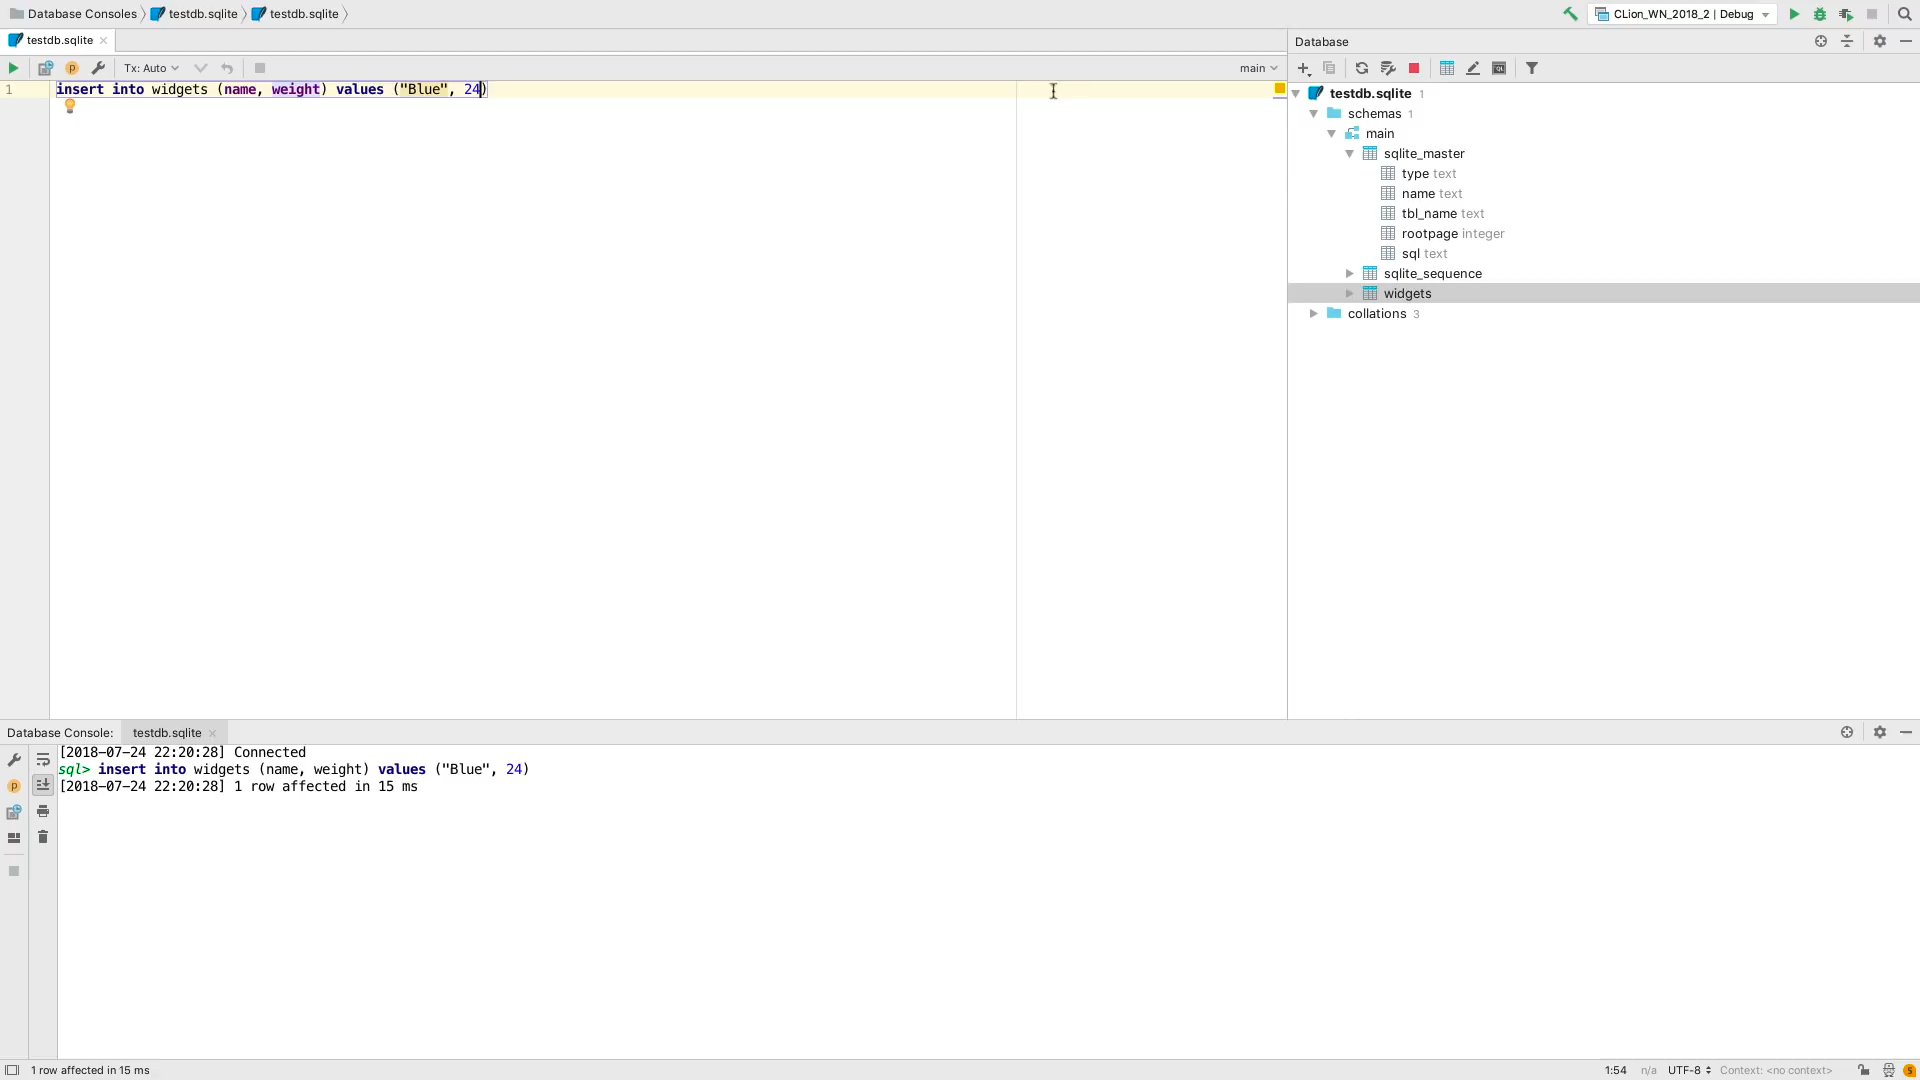 Database Consoles testdb.sqlite testdb.sqlite
CLion_WN_2018_2 | Debug
testdb.sqlite
Database
Tx: Auto
main
1 insert into widgets (name, weight) values ("Blue", 24)
testdb.sqlite 1
schemas 1
main
sqlite_master
type text
name text
tbl_name text
rootpage integer
sql text
sqlite_sequence
widgets
collations 3
Database Console: testdb.sqlite
[2018-07-24 22:20:28] Connected
sql> insert into widgets (name, weight) values ("Blue", 24)
[2018-07-24 22:20:28] 1 row affected in 15 ms
1 row affected in 15 ms
1:54 n/a UTF-8 Context: <no context>